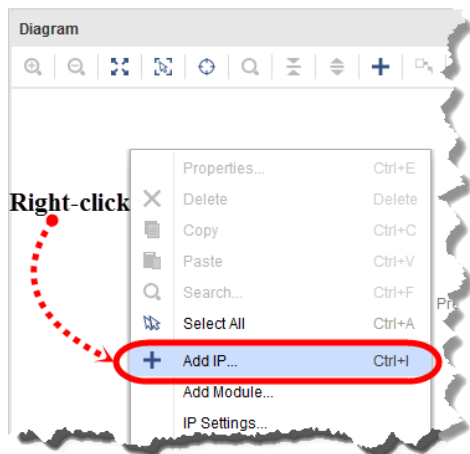 Diagram
Properties... Ctrl+E
Right-click
Delete Delete
Copy Ctrl+C
Paste Ctrl+V
Search... Ctrl+F
Select All Ctrl+A
Add IP... Ctrl+I
Add Module...
IP Settings...